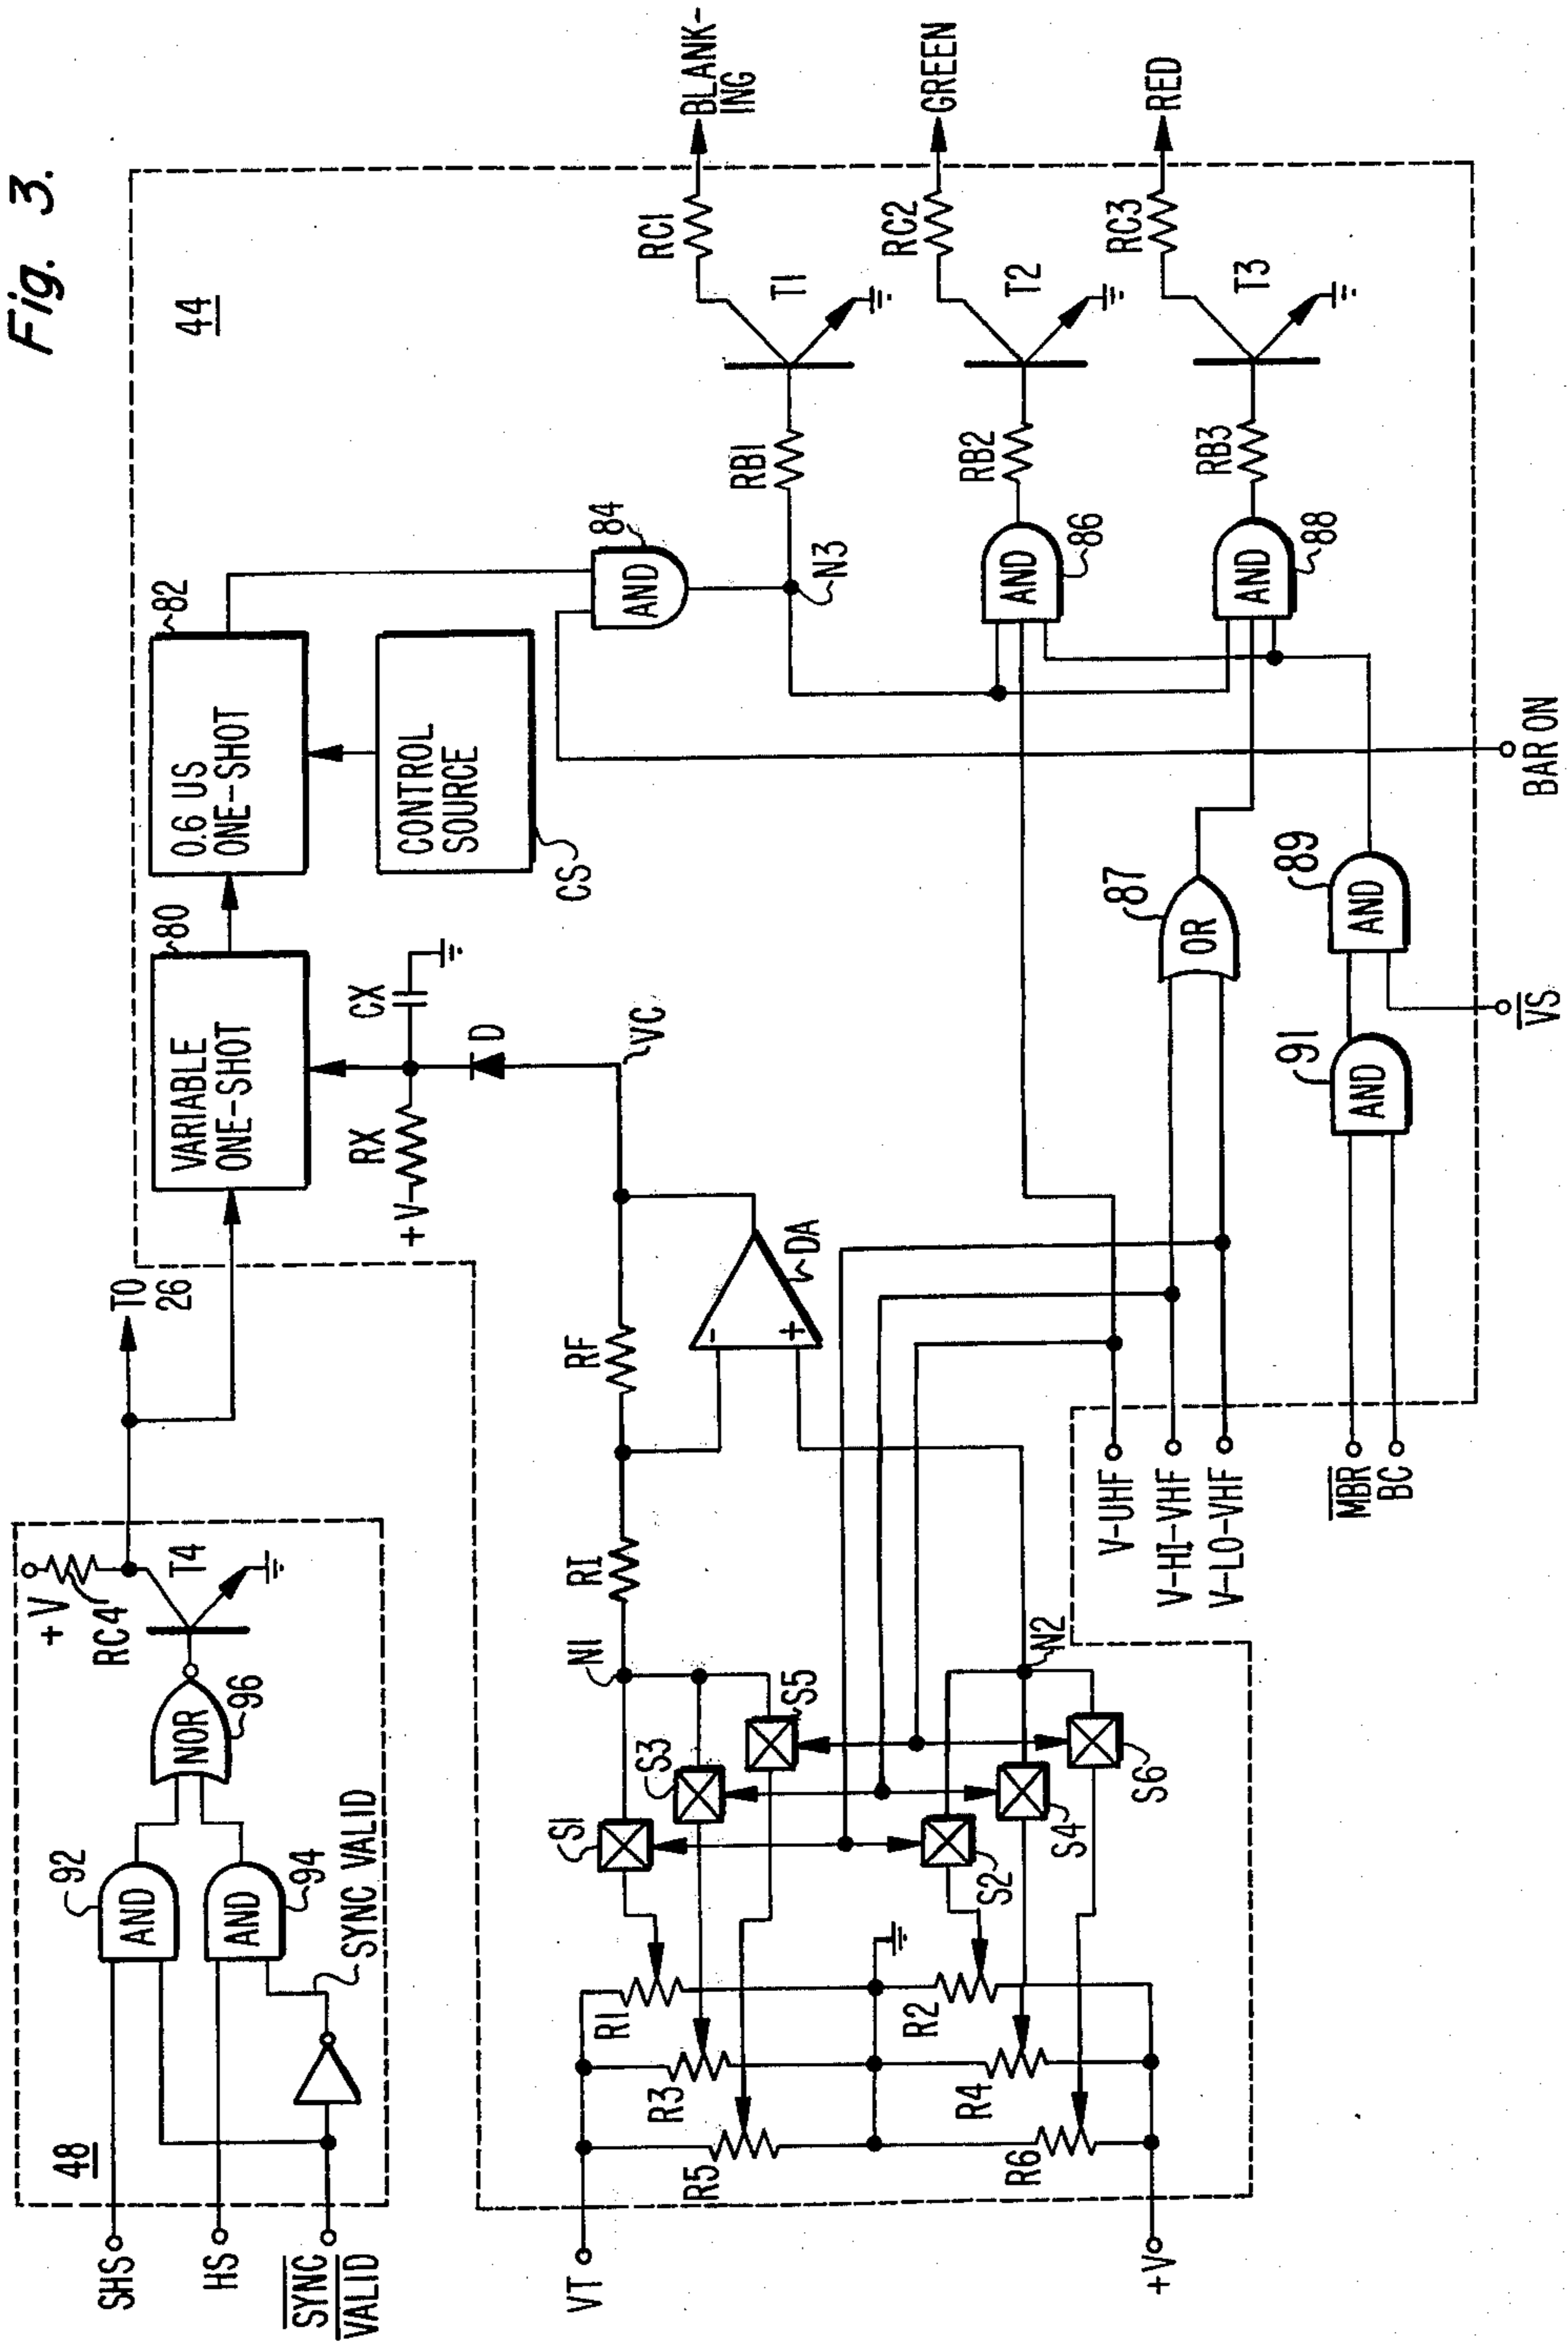 Fig. 3.
48
SHS
HS
SYNC
VALID
92
AND
94
AND
SYNC VALID
NOR
96
+V
RC4
T4
TO
26
44
VARIABLE
ONE-SHOT
80
0.6 US
ONE-SHOT
82
CONTROL
SOURCE
CS
+V
RX
CX
D
VC
84
AND
N3
RB1
T1
RC1
BLANK-
ING
VT
R1
R3
R5
R2
R4
R6
+V
S1
S3
S5
S2
S4
S6
N1
N2
RI
RF
-
+
DA
V-UHF
V-HI-VHF
V-LO-VHF
MBR
BC
OR
87
AND
91
AND
89
VS
BAR ON
AND
86
RB2
T2
RC2
GREEN
AND
88
RB3
T3
RC3
RED